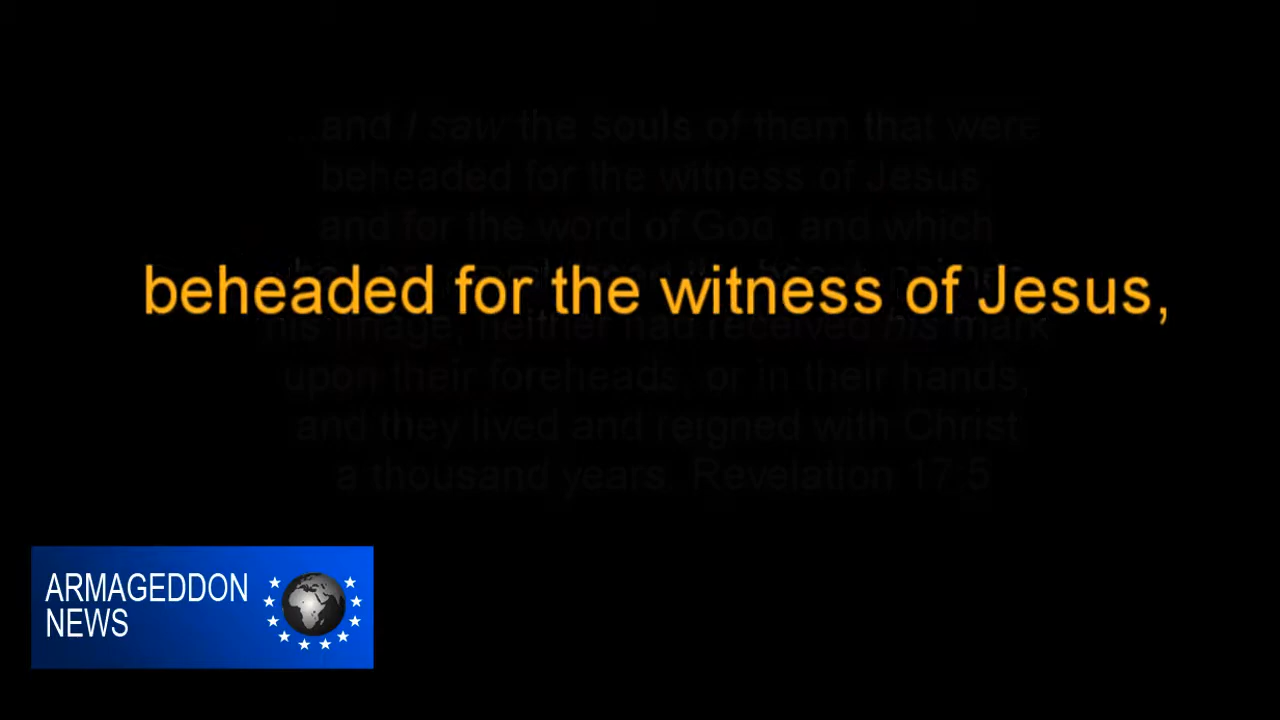 ...and I saw the souls of them that were
beheaded for the witness of Jesus,
and for the word of God, and which
beheaded for the witness of Jesus,
his image, neither had received his mark
upon their foreheads, or in their hands,
and they lived and reigned with Christ
a thousand years. Revelation 17:5
ARMAGEDDON
NEWS